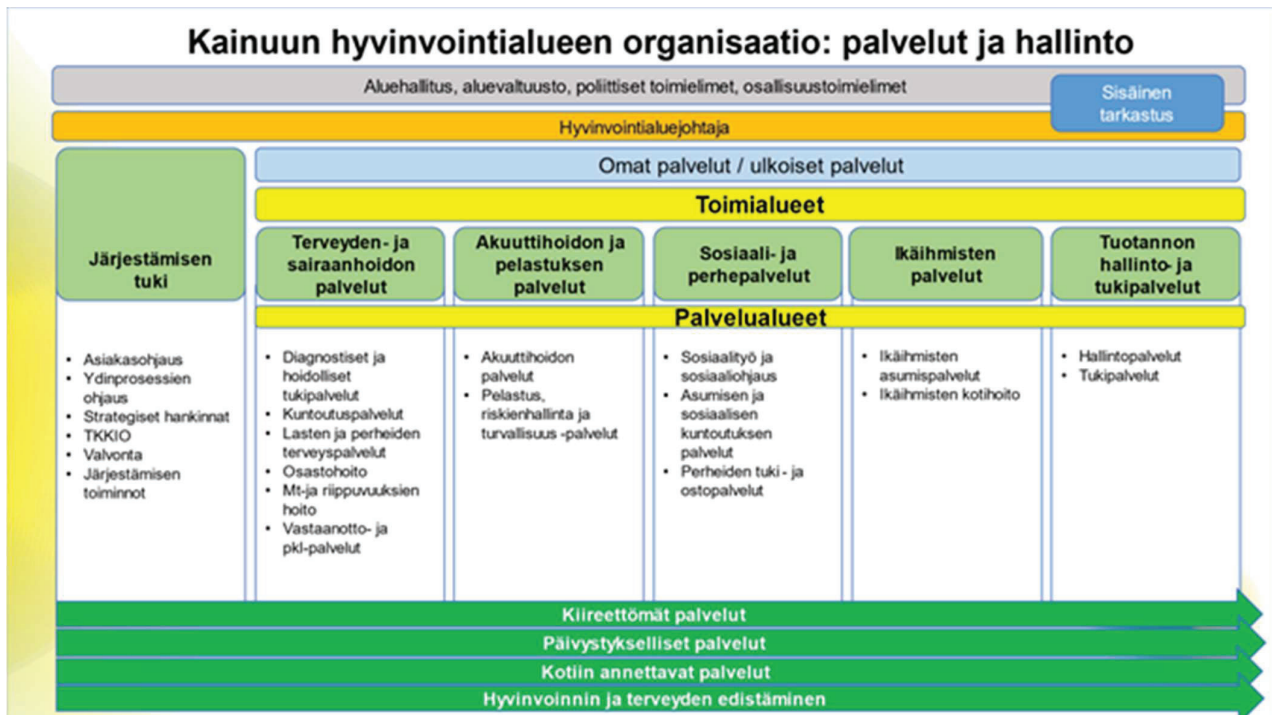 Kainuun hyvinvointialueen organisaatio: palvelut ja hallinto
Aluehallitus, aluevaltuusto, poliittiset toimielimet, osallisuustoimielimet
Sisäinen
tarkastus
Hyvinvointialuejohtaja
Järjestämisen
tuki
Omat palvelut / ulkoiset palvelut
Toimialueet
Terveyden- ja
sairaanhoidon
palvelut
Akuuttihoidon ja
pelastuksen
palvelut
Sosiaali- ja
perhepalvelut
Ikäihmisten
palvelut
Tuotannon
hallinto- ja
tukipalvelut
Palvelualueet
• Asiakasohjaus
• Ydinprosessien
ohjaus
• Strategiset hankinnat
• TKKIO
• Valvonta
• Järjestämisen
toiminnot
• Diagnostiset ja
hoidolliset
tukipalvelut
• Kuntoutuspalvelut
• Lasten ja perheiden
terveyspalvelut
• Osastohoito
• Mt-ja riippuvuuksien
hoito
• Vastaanotto- ja
pkl-palvelut
• Akuuttihoidon
palvelut
• Pelastus,
riskienhallinta ja
turvallisuus -palvelut
• Sosiaalityö ja
sosiaaliohjaus
• Asumisen ja
sosiaalisen
kuntoutuksen
palvelut
• Perheiden tuki - ja
ostopalvelut
• Ikäihmisten
asumispalvelut
• Ikäihmisten kotihoito
• Hallintopalvelut
• Tukipalvelut
Kiireettömät palvelut
Päivystykselliset palvelut
Kotiin annettavat palvelut
Hyvinvoinnin ja terveyden edistäminen